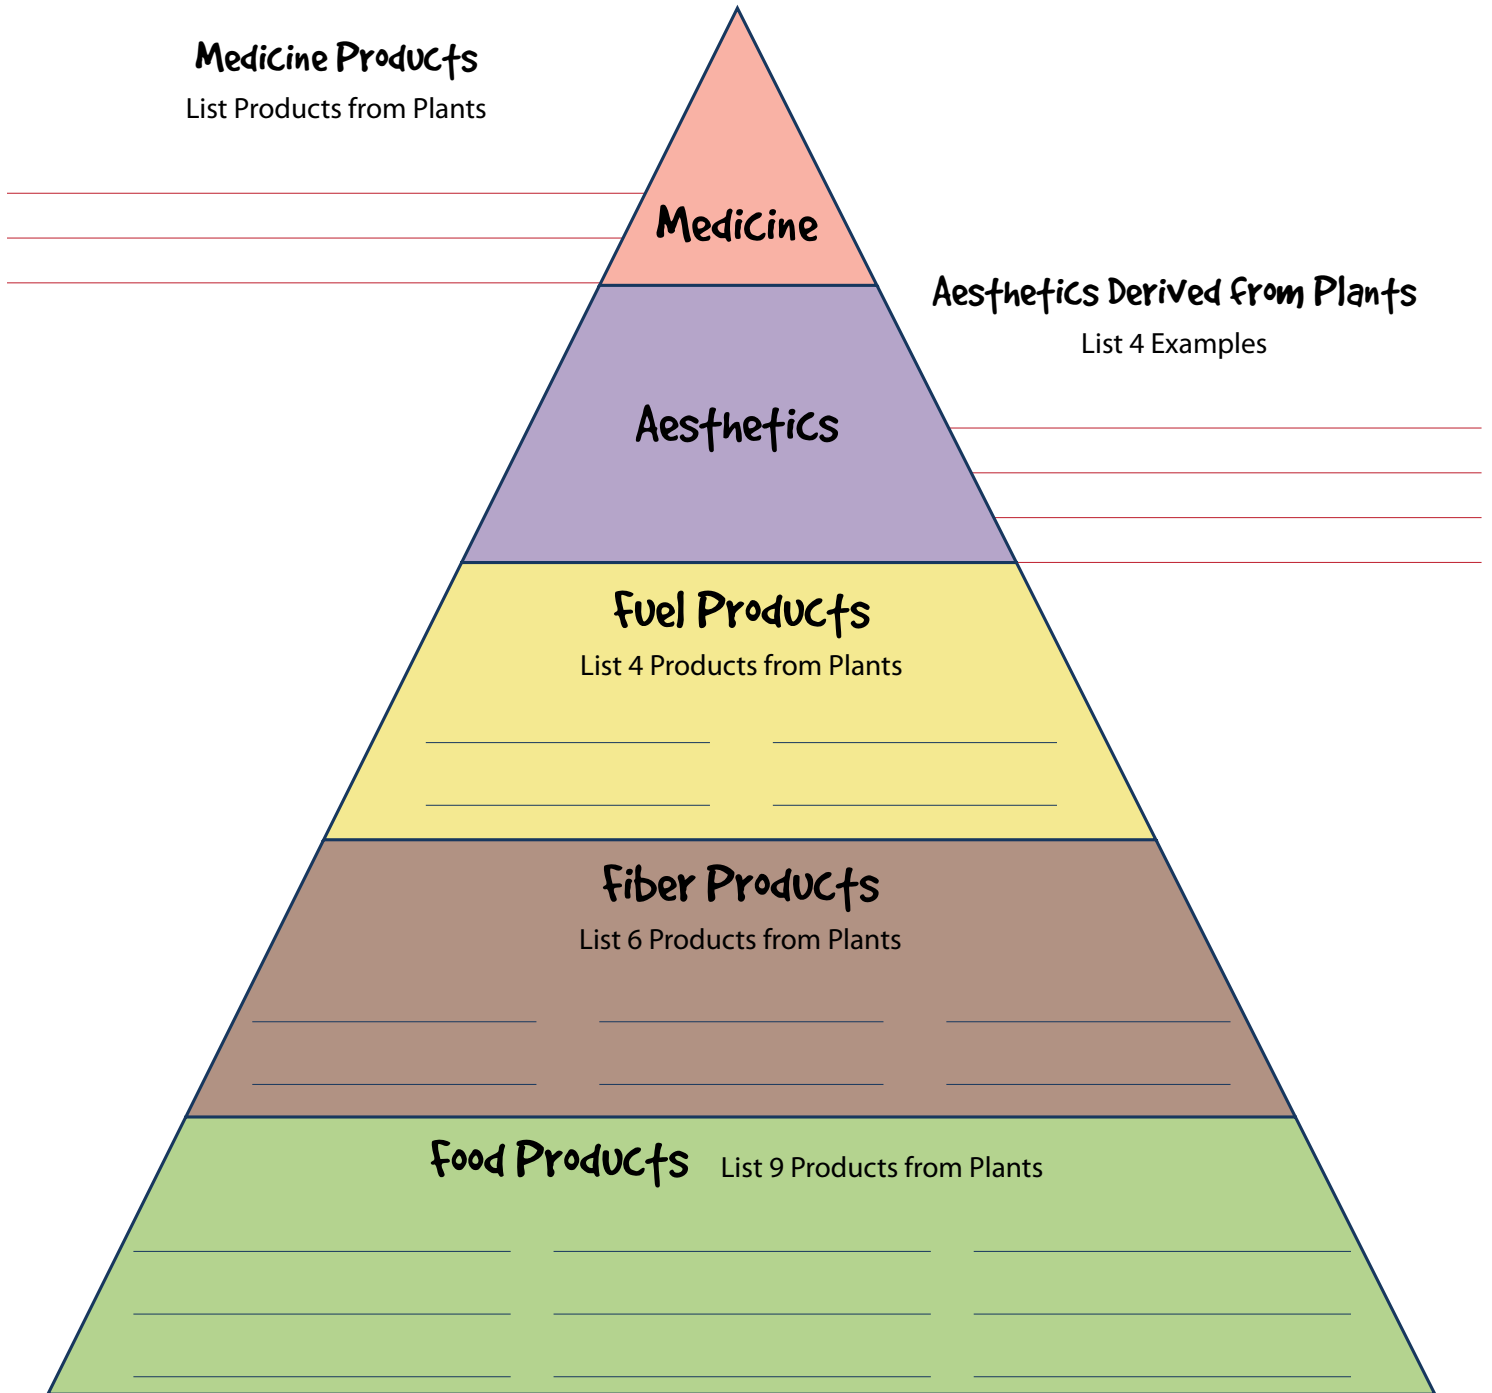 Medicine Products
List Products from Plants
Medicine
Aesthetics Derived from Plants
List 4 Examples
Aesthetics
Fuel Products
List 4 Products from Plants
Fiber Products
List 6 Products from Plants
Food Products List 9 Products from Plants